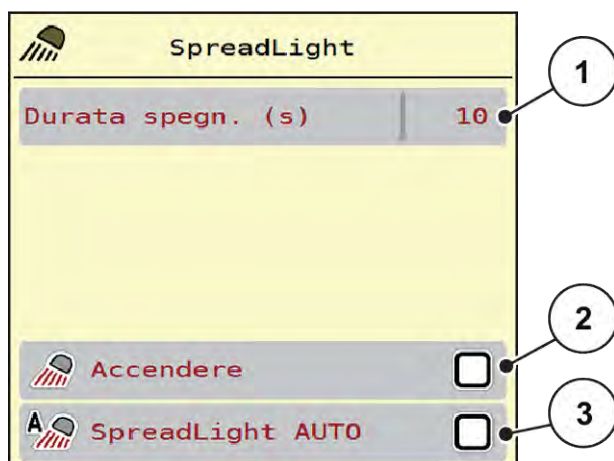 SpreadLight
Durata spegn. (s) 10
1
Accendere
2
A
SpreadLight AUTO
3